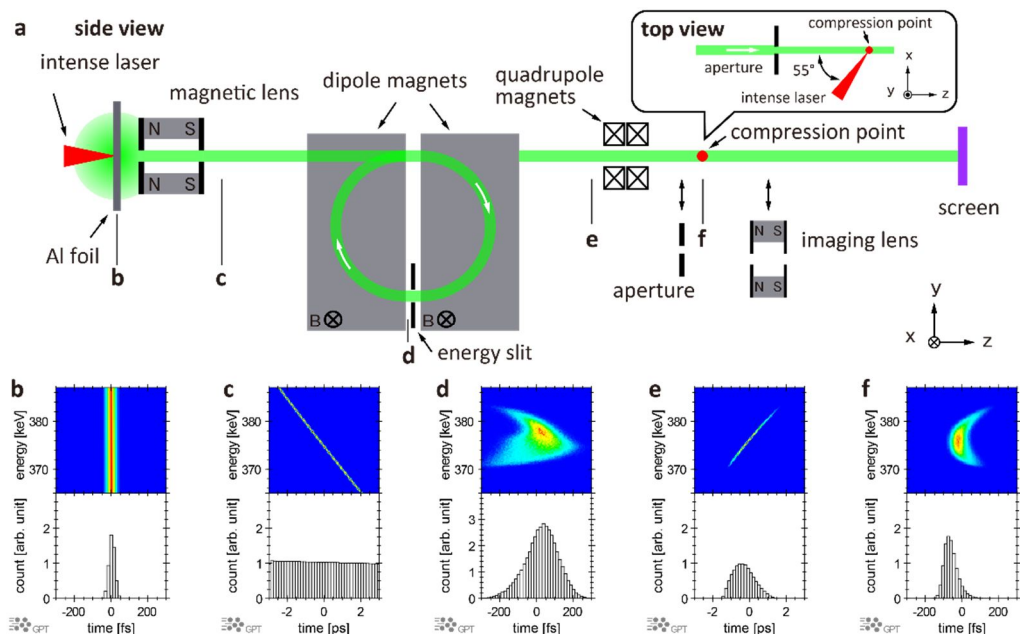 a
side view
intense laser
magnetic lens
N S
N S
Al foil
b
c
dipole magnets
B
B
d
energy slit
quadrupole
magnets
e
top view
compression point
aperture
55°
intense laser
x
y
z
compression point
f
aperture
N S
N S
imaging lens
screen
y
x
z
b
energy [keV]
380
370
count [arb. unit]
2
1
0
-200 0 200
time [fs]
GPT
c
energy [keV]
380
370
count [arb. unit]
2
1
0
-2 0 2
time [ps]
GPT
d
energy [keV]
380
370
count [arb. unit]
3
2
1
0
-200 0 200
time [fs]
GPT
e
energy [keV]
380
370
count [arb. unit]
2
1
0
-2 0 2
time [ps]
GPT
f
energy [keV]
380
370
count [arb. unit]
2
1
0
-200 0 200
time [fs]
GPT